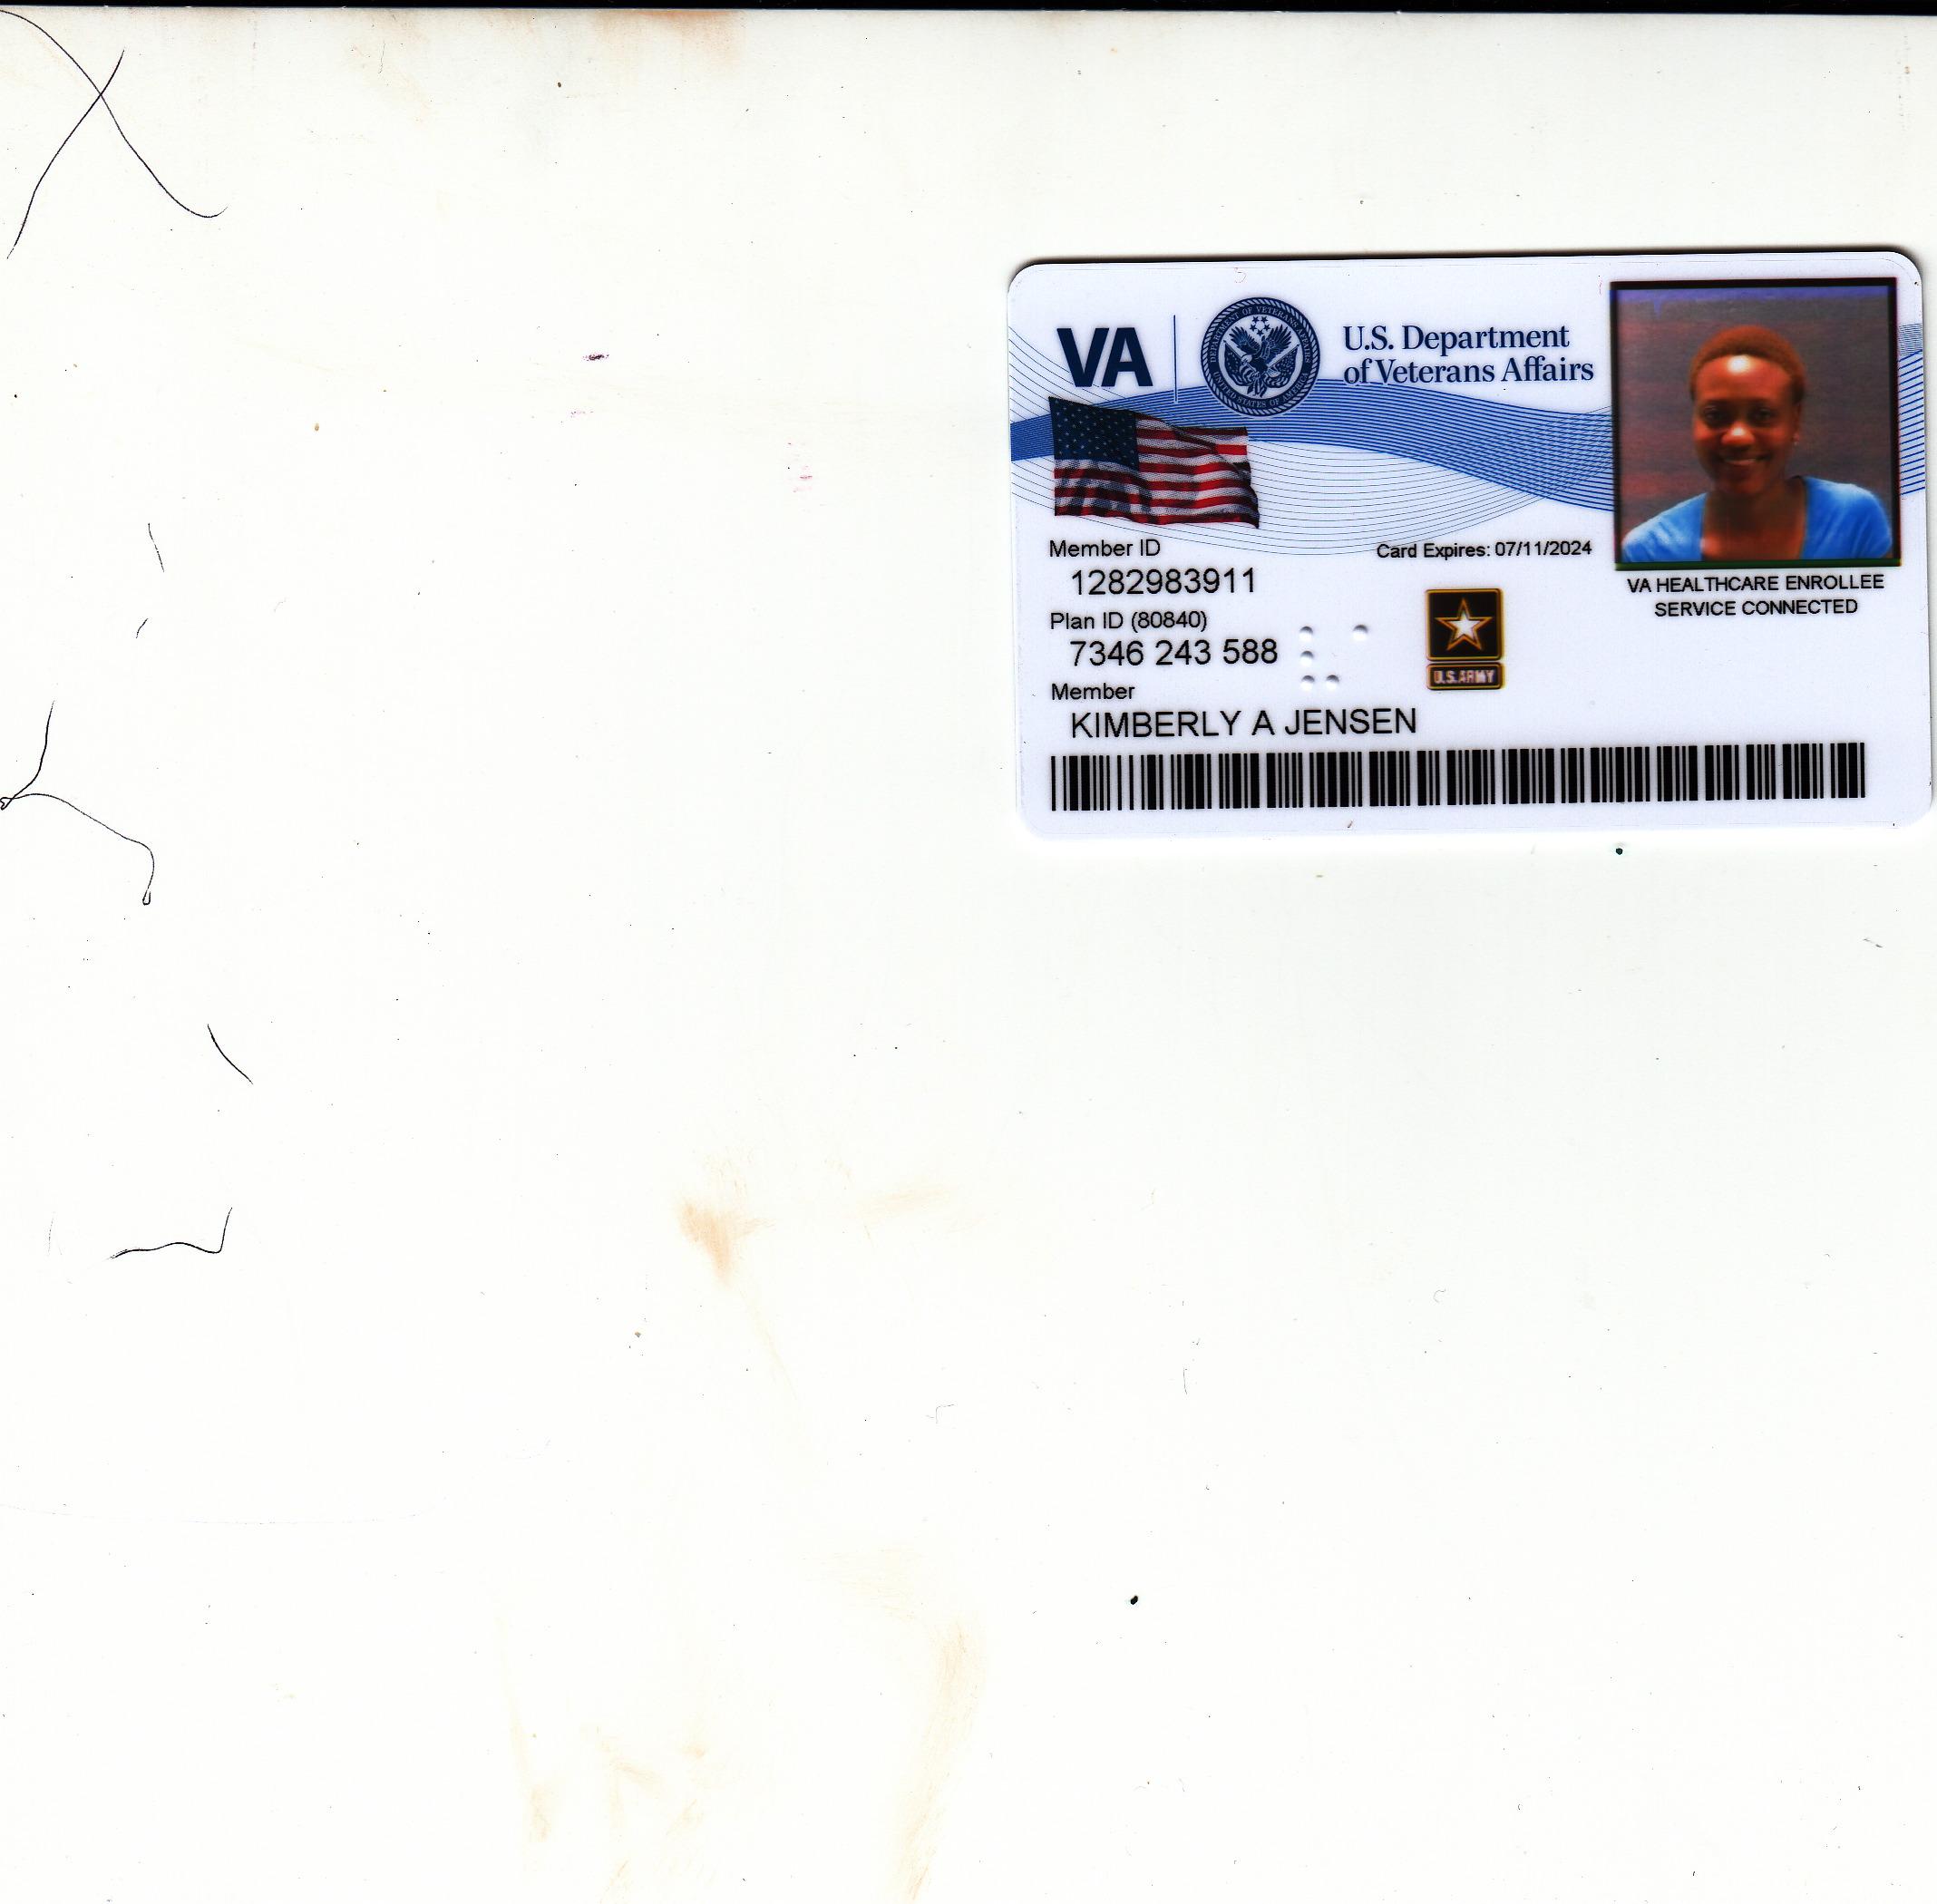 VA
DEPARTMENT OF VETERANS AFFAIRS
UNITED STATES OF AMERICA
U.S. Department
of Veterans Affairs
Member ID
1282983911
Card Expires: 07/11/2024
Plan ID (80840)
7346 243 588
Member
KIMBERLY A JENSEN
U.S.ARMY
VA HEALTHCARE ENROLLEE
SERVICE CONNECTED